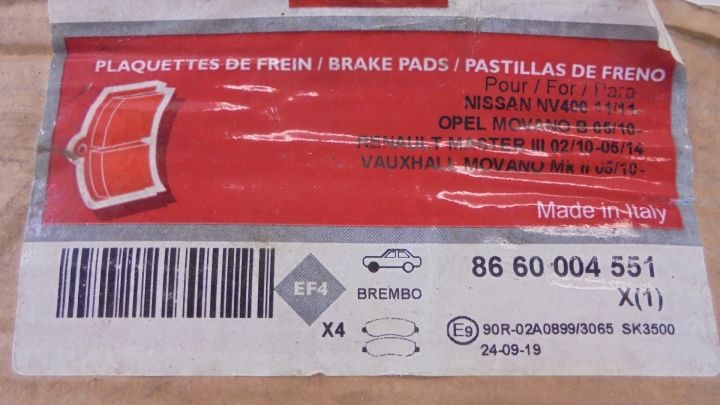 PLAQUETTES DE FREIN / BRAKE PADS / PASTILLAS DE FRENO
Pour / For / Para
NISSAN NV400 11/11-
OPEL MOVANO B 05/10-
RENAULT MASTER III 02/10-05/14
VAUXHALL MOVANO Mk II 05/10-
Made in Italy
EF4
BREMBO
86 60 004 551
X(1)
X4
E9 90R-02A0899/3065 SK3500
24-09-19